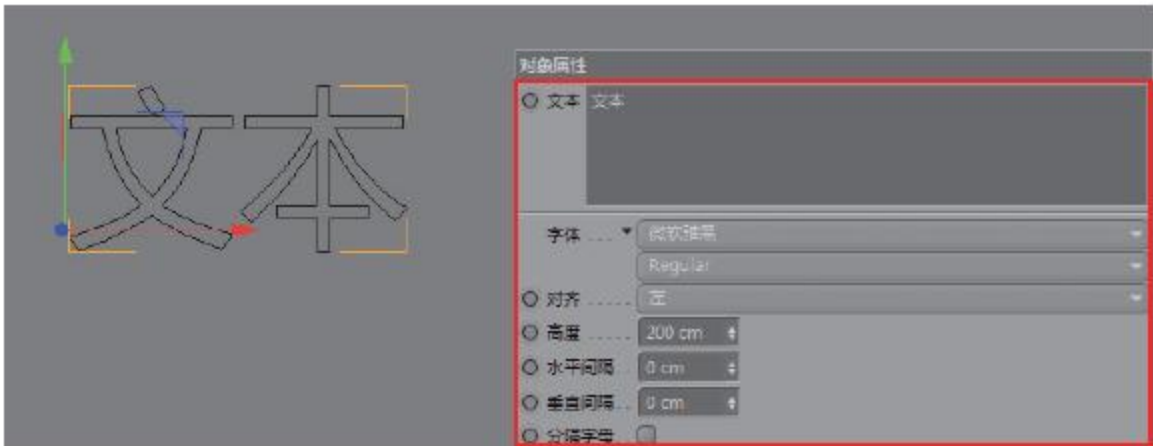 文本
对象属性
文本 文本
字体 微软雅黑
Regular
对齐 左
高度 200 cm
水平间隔 0 cm
垂直间隔 0 cm
分隔字母